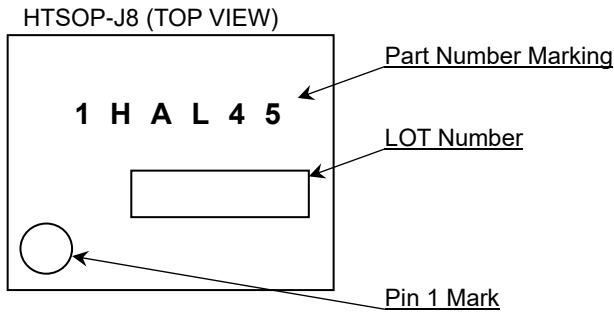 HTSOP-J8 (TOP VIEW)
Part Number Marking
1 H A L 4 5
LOT Number
Pin 1 Mark